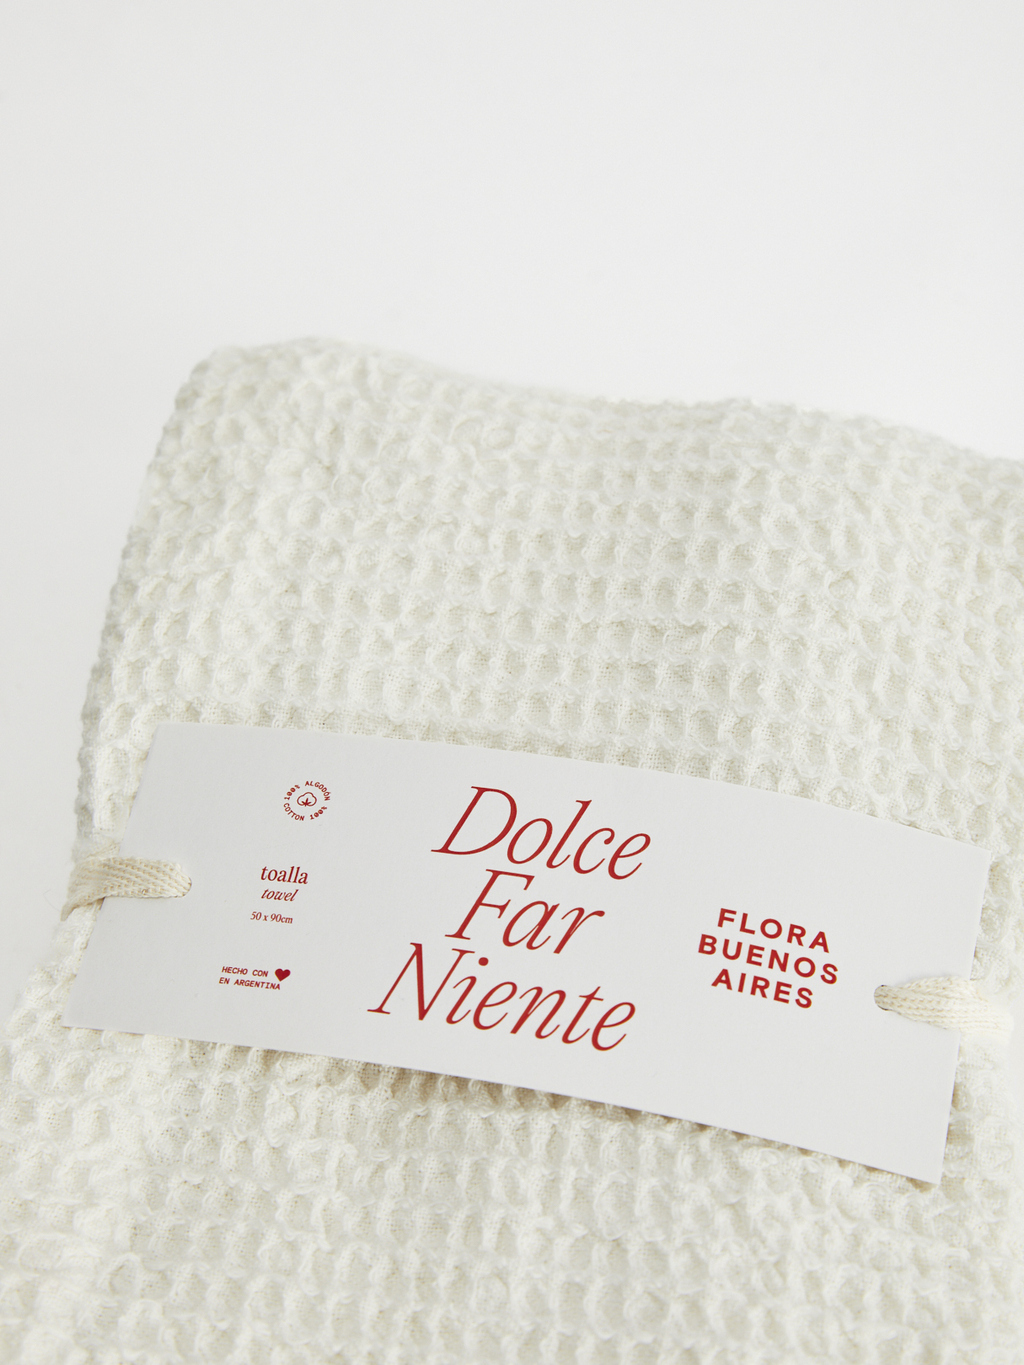 100% ALGODÓN
COTTON 100%
toalla
towel
50 x 90cm
HECHO CON
EN ARGENTINA
Dolce
Far
Niente
FLORA
BUENOS
AIRES